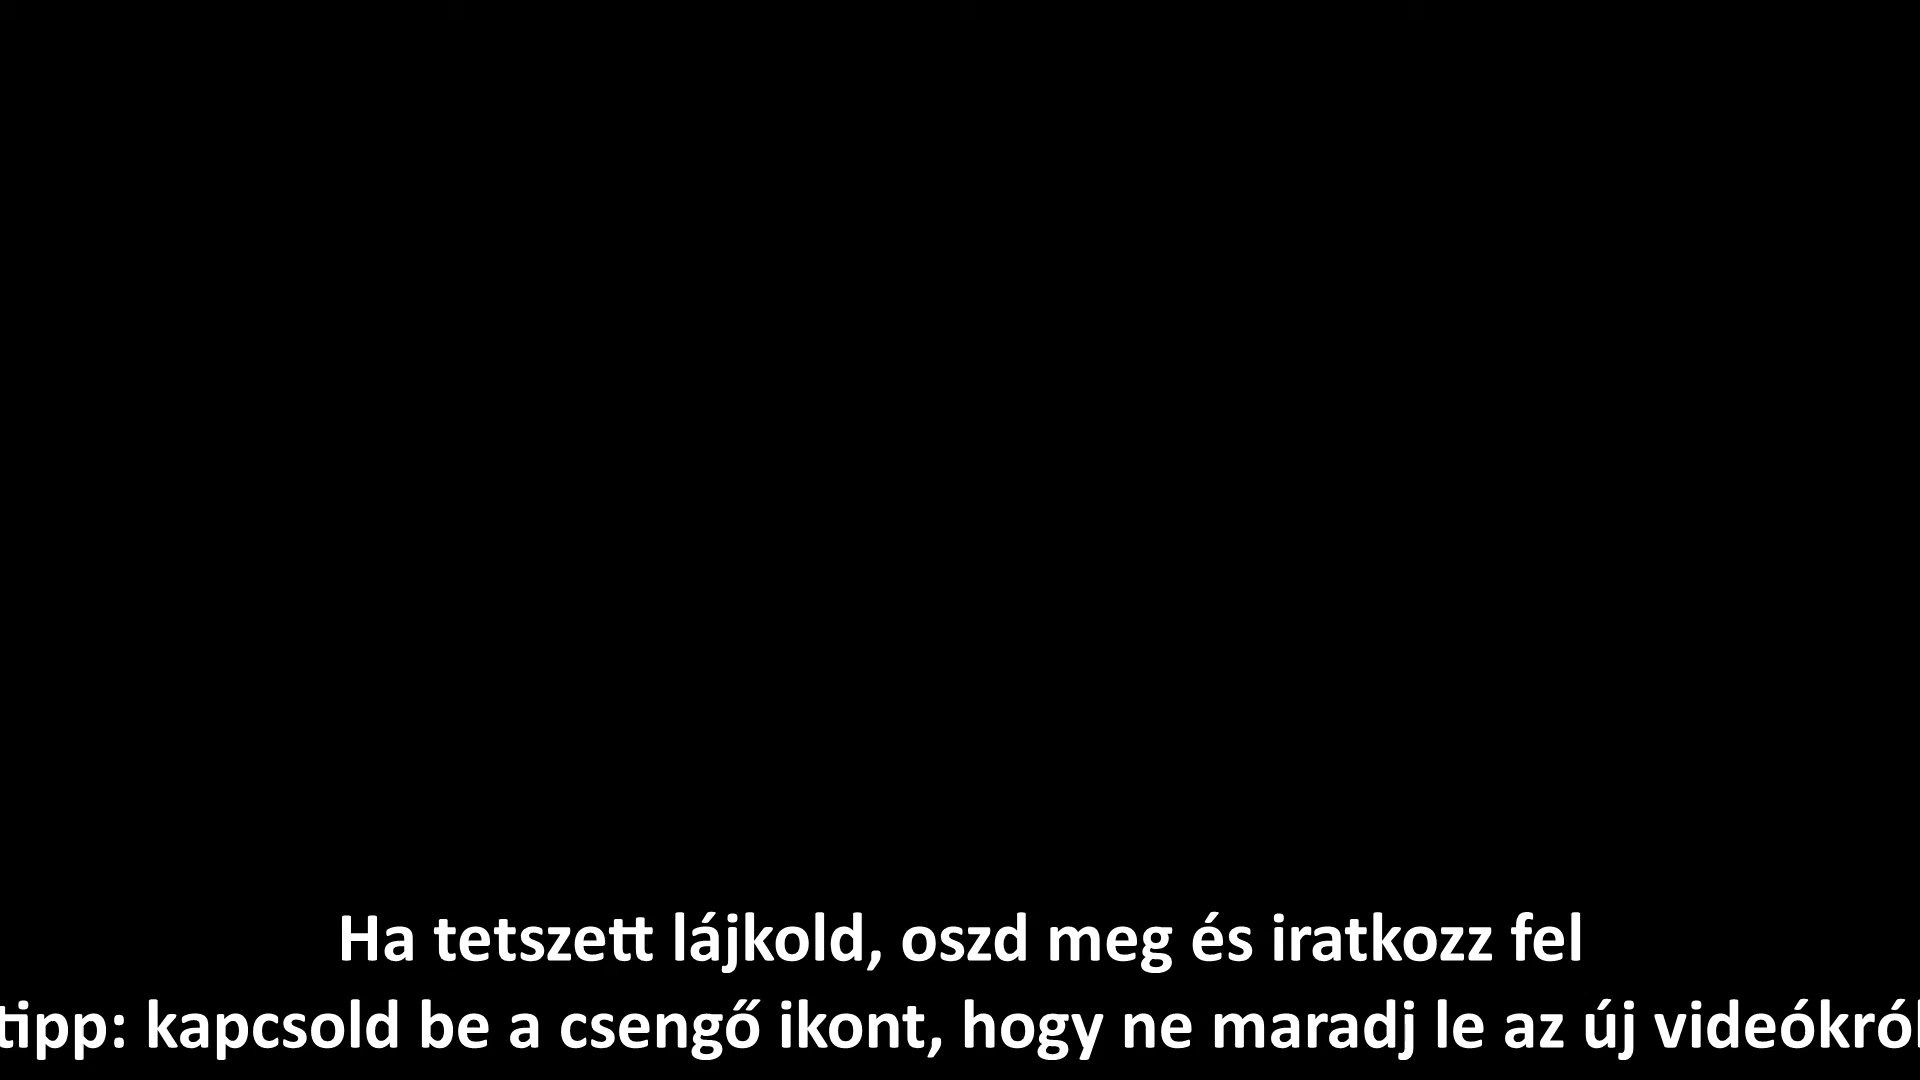 Ha tetszett lájkold, oszd meg és iratkozz fel
tipp: kapcsold be a csengő ikont, hogy ne maradj le az új videókról